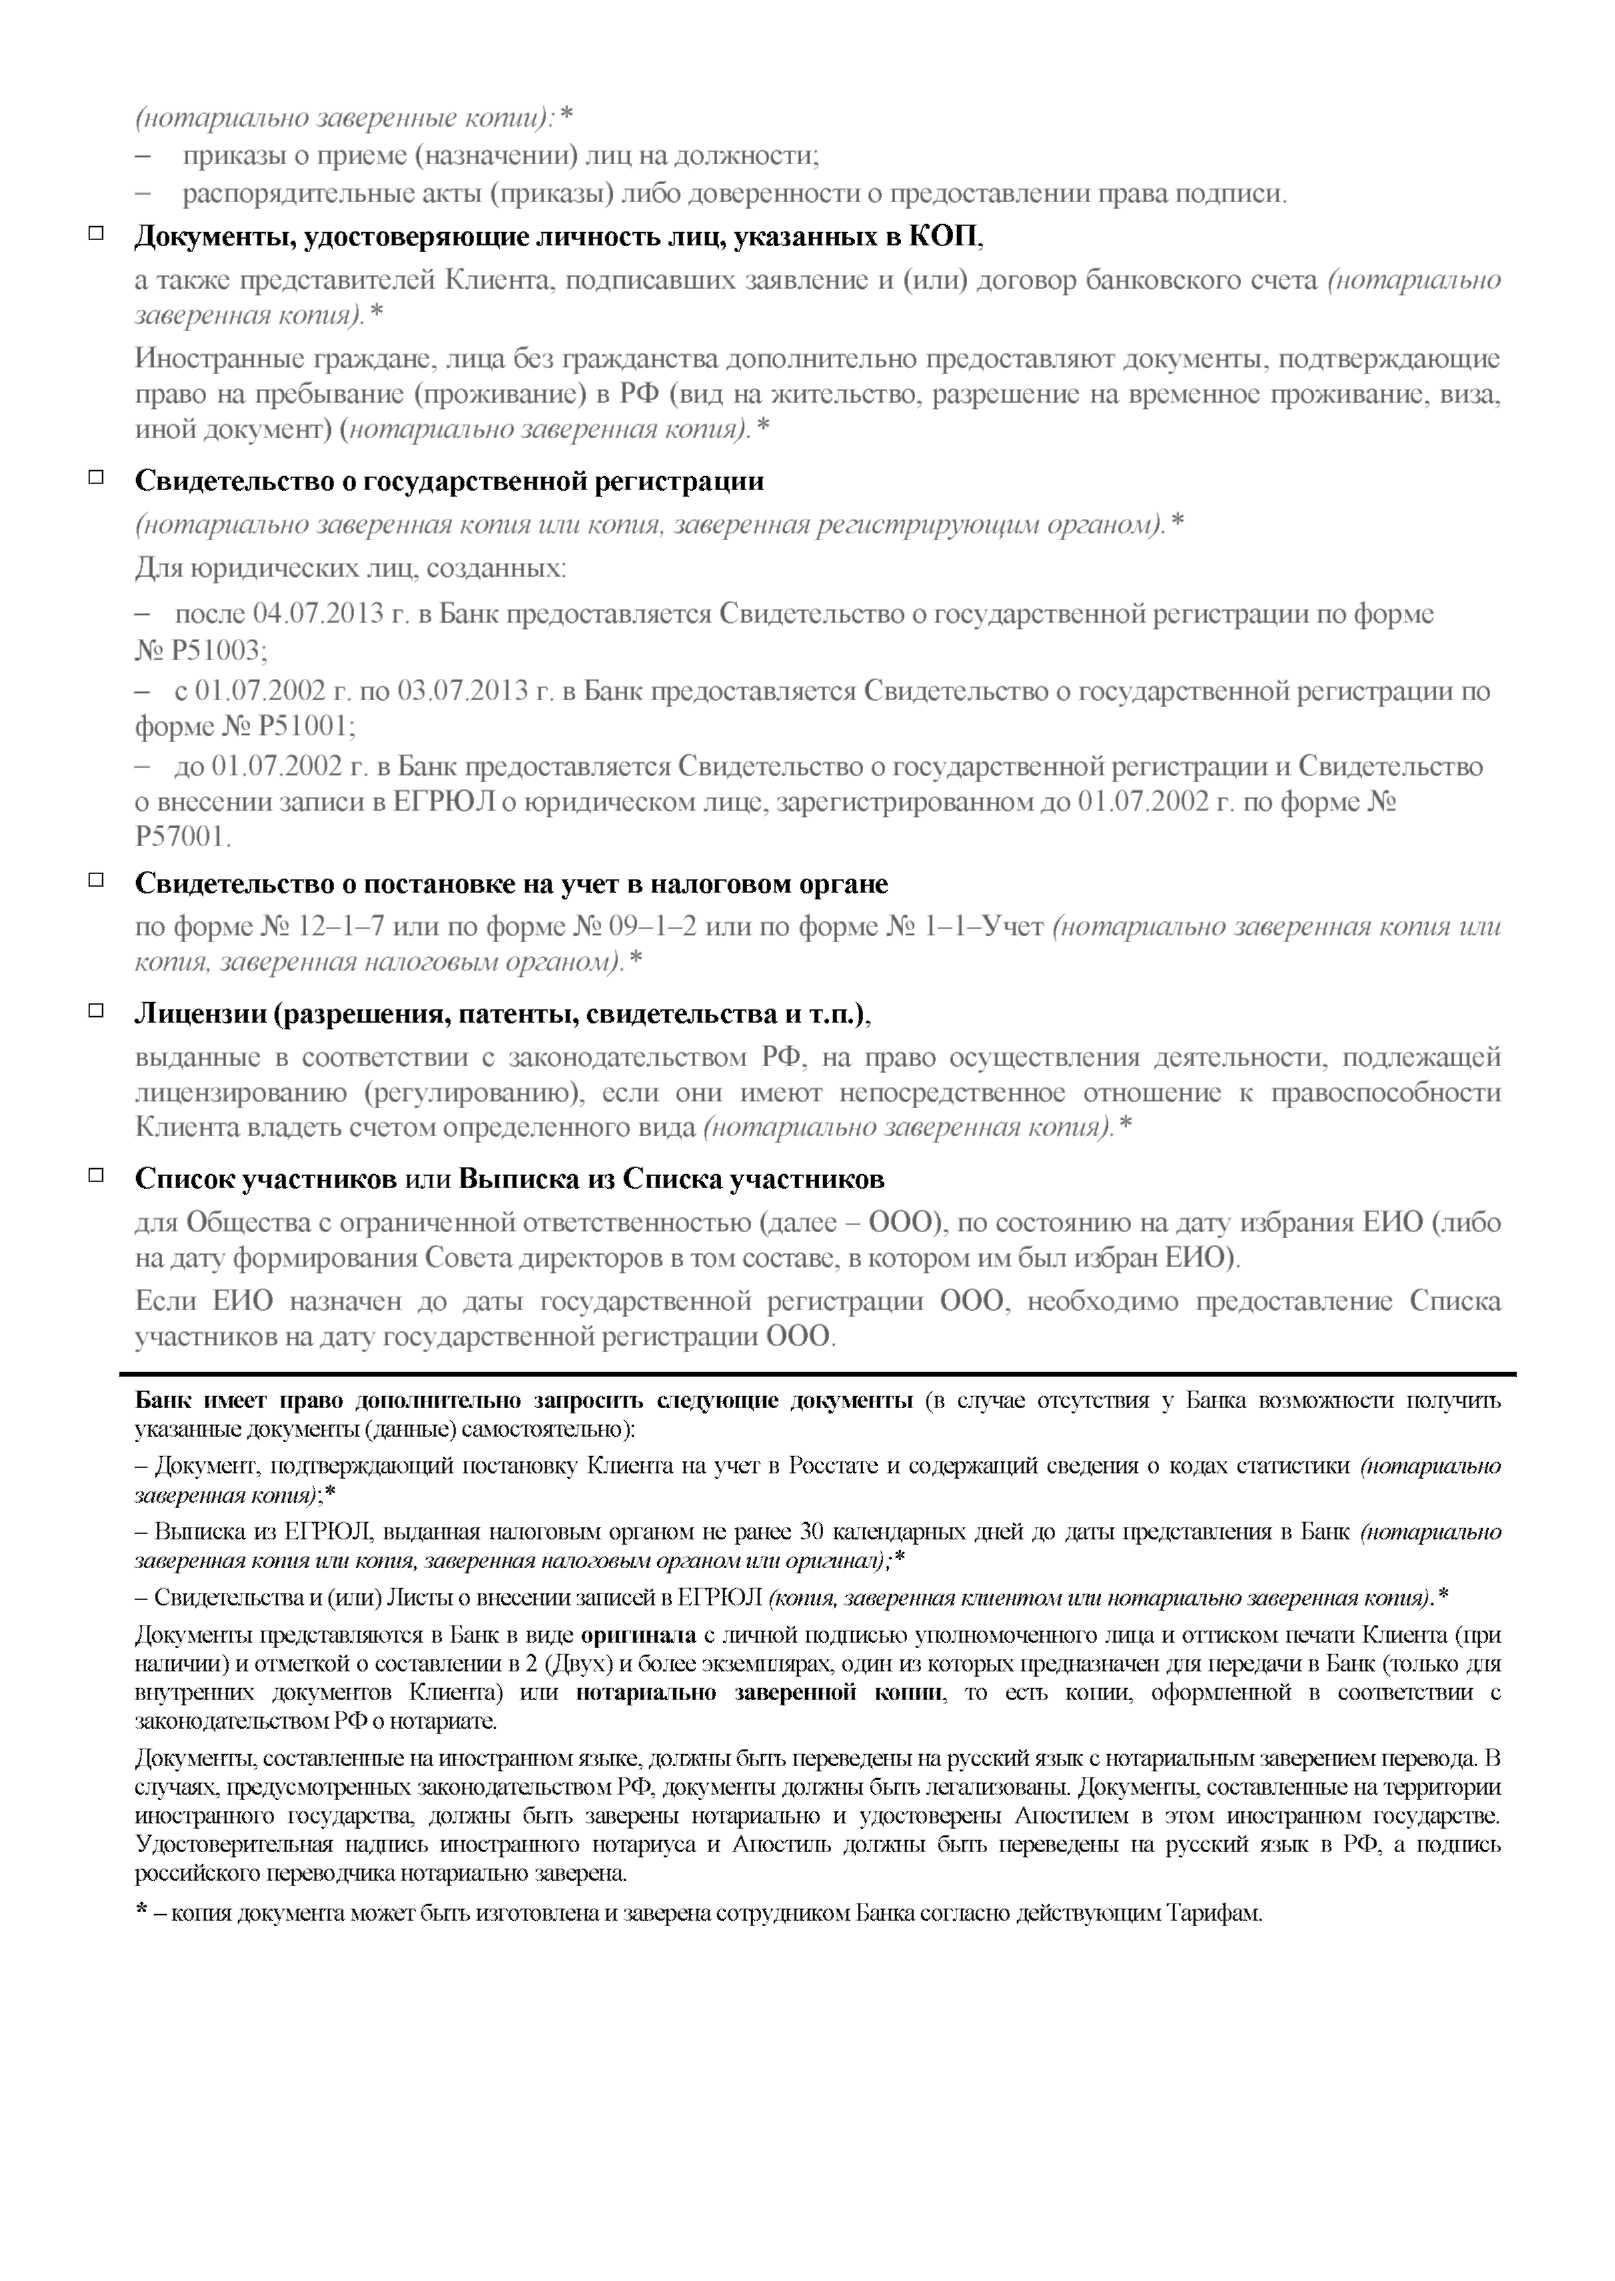 (нотариально заверенные копии):*
– приказы о приеме (назначении) лиц на должности;
– распорядительные акты (приказы) либо доверенности о предоставлении права подписи.
□ Документы, удостоверяющие личность лиц, указанных в КОП,
а также представителей Клиента, подписавших заявление и (или) договор банковского счета (нотариально
заверенная копия).*
Иностранные граждане, лица без гражданства дополнительно предоставляют документы, подтверждающие
право на пребывание (проживание) в РФ (вид на жительство, разрешение на временное проживание, виза,
иной документ) (нотариально заверенная копия).*
□ Свидетельство о государственной регистрации
(нотариально заверенная копия или копия, заверенная регистрирующим органом).*
Для юридических лиц, созданных:
– после 04.07.2013 г. в Банк предоставляется Свидетельство о государственной регистрации по форме
№ Р51003;
– с 01.07.2002 г. по 03.07.2013 г. в Банк предоставляется Свидетельство о государственной регистрации по
форме № Р51001;
– до 01.07.2002 г. в Банк предоставляется Свидетельство о государственной регистрации и Свидетельство
о внесении записи в ЕГРЮЛ о юридическом лице, зарегистрированном до 01.07.2002 г. по форме №
Р57001.
□ Свидетельство о постановке на учет в налоговом органе
по форме № 12–1–7 или по форме № 09–1–2 или по форме № 1–1–Учет (нотариально заверенная копия или
копия, заверенная налоговым органом).*
□ Лицензии (разрешения, патенты, свидетельства и т.п.),
выданные в соответствии с законодательством РФ, на право осуществления деятельности, подлежащей
лицензированию (регулированию), если они имеют непосредственное отношение к правоспособности
Клиента владеть счетом определенного вида (нотариально заверенная копия).*
□ Список участников или Выписка из Списка участников
для Общества с ограниченной ответственностью (далее – ООО), по состоянию на дату избрания ЕИО (либо
на дату формирования Совета директоров в том составе, в котором им был избран ЕИО).
Если ЕИО назначен до даты государственной регистрации ООО, необходимо предоставление Списка
участников на дату государственной регистрации ООО.
Банк имеет право дополнительно запросить следующие документы (в случае отсутствия у Банка возможности получить
указанные документы (данные) самостоятельно):
– Документ, подтверждающий постановку Клиента на учет в Росстате и содержащий сведения о кодах статистики (нотариально
заверенная копия);*
– Выписка из ЕГРЮЛ, выданная налоговым органом не ранее 30 календарных дней до даты представления в Банк (нотариально
заверенная копия или копия, заверенная налоговым органом или оригинал);*
– Свидетельства и (или) Листы о внесении записей в ЕГРЮЛ (копия, заверенная клиентом или нотариально заверенная копия).*
Документы представляются в Банк в виде оригинала с личной подписью уполномоченного лица и оттиском печати Клиента (при
наличии) и отметкой о составлении в 2 (Двух) и более экземплярах, один из которых предназначен для передачи в Банк (только для
внутренних документов Клиента) или нотариально заверенной копии, то есть копии, оформленной в соответствии с
законодательством РФ о нотариате.
Документы, составленные на иностранном языке, должны быть переведены на русский язык с нотариальным заверением перевода. В
случаях, предусмотренных законодательством РФ, документы должны быть легализованы. Документы, составленные на территории
иностранного государства, должны быть заверены нотариально и удостоверены Апостилем в этом иностранном государстве.
Удостоверительная надпись иностранного нотариуса и Апостиль должны быть переведены на русский язык в РФ, а подпись
российского переводчика нотариально заверена.
* – копия документа может быть изготовлена и заверена сотрудником Банка согласно действующим Тарифам.